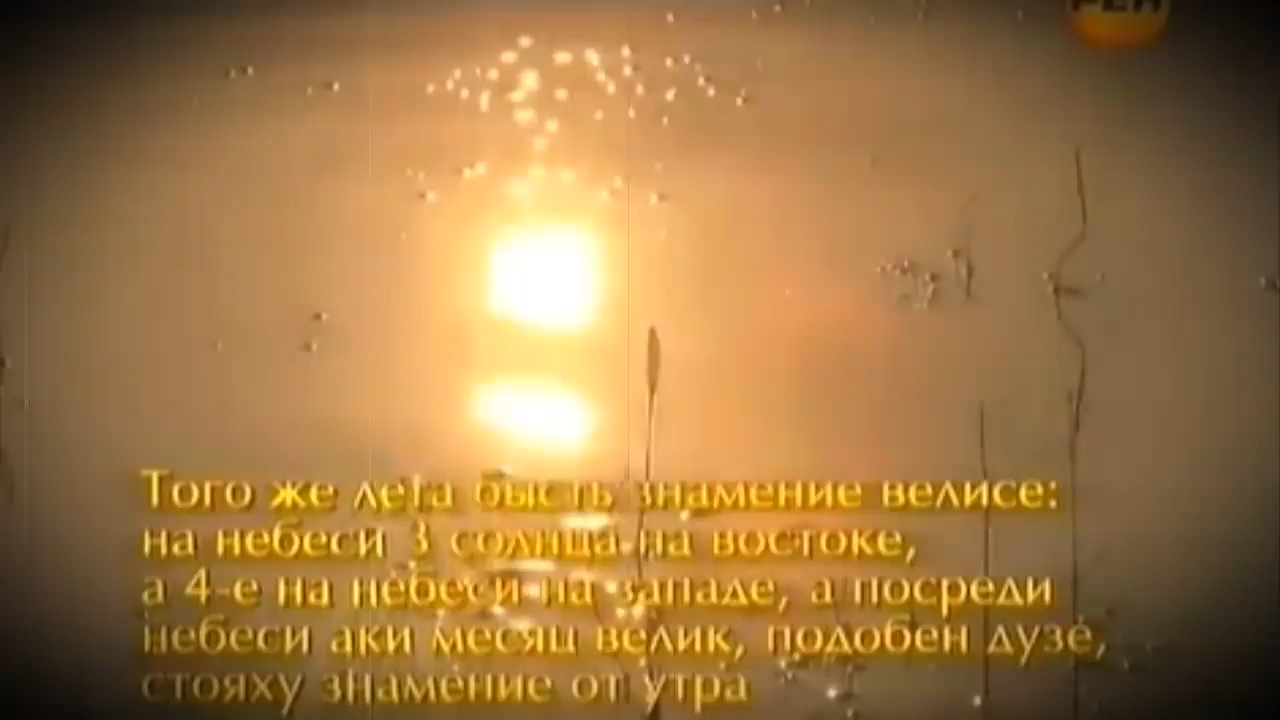 РЕН
Того же лета бысть знамение велисе:
на небеси 3 солнца на востоке,
а 4-е на небеси на западе, а посреди
небеси аки месяц велик, подобен дузе,
стояху знамение от утра